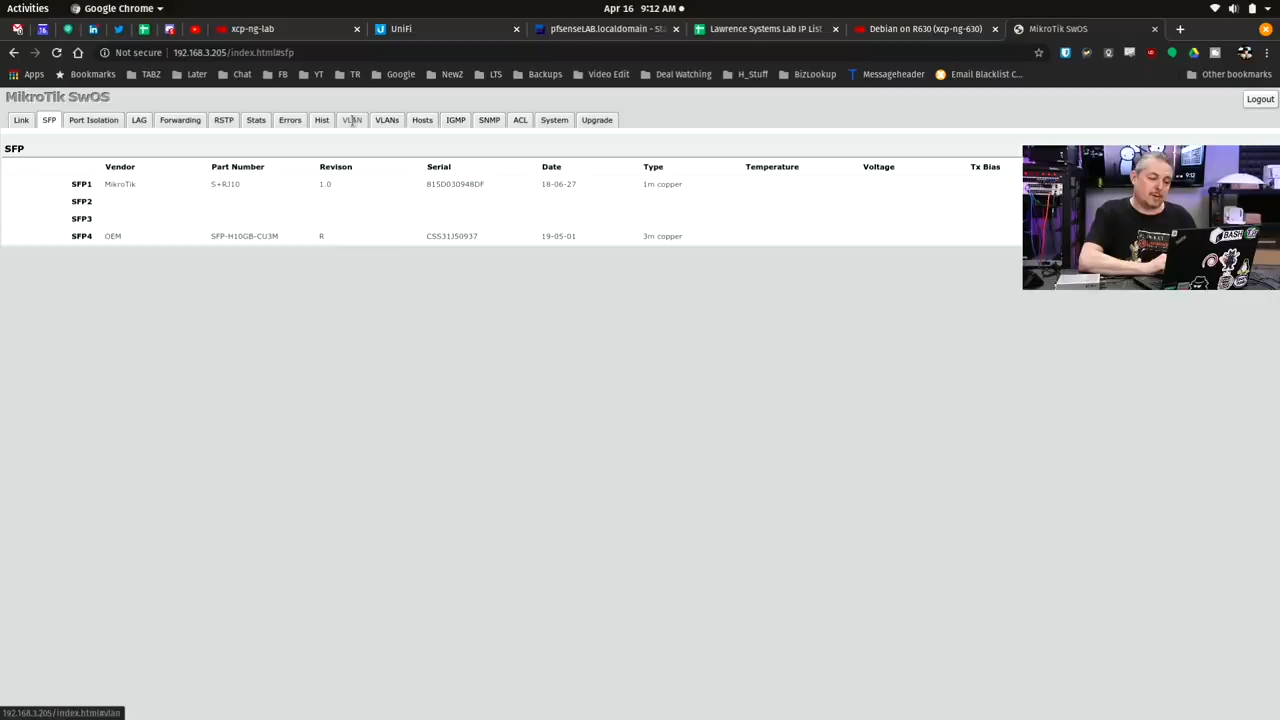 Activities Google Chrome Apr 16 9:12 AM
xcp-ng-lab UniFi pfsenseLAB.localdomain - Sta Lawrence Systems Lab IP List Debian on R630 (xcp-ng-630) MikroTik SwOS
Not secure 192.168.3.205/index.html#sfp
Apps Bookmarks TABZ Later Chat FB YT TR Google New2 LTS Backups Video Edit Deal Watching H_Stuff BizLookup Messageheader Email Blacklist C... Other bookmarks
MikroTik SwOS
Logout
Link SFP Port Isolation LAG Forwarding RSTP Stats Errors Hist VLAN VLANs Hosts IGMP SNMP ACL System Upgrade
SFP
Vendor Part Number Revison Serial Date Type Temperature Voltage Tx Bias
SFP1 MikroTik S+RJ10 1.0 815D030948DF 18-06-27 1m copper
SFP2
SFP3
SFP4 OEM SFP-H10GB-CU3M R CSS31J50937 19-05-01 3m copper
9:12
BASH
192.168.3.205/index.html#vlan